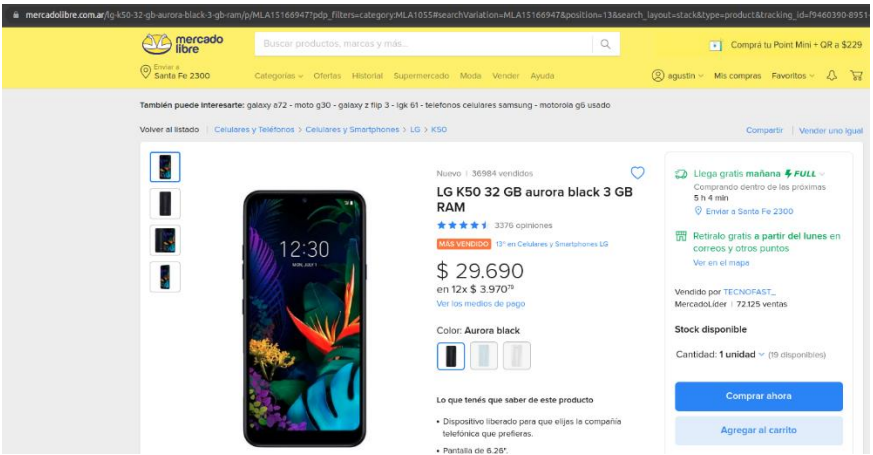 mercadolibre.com.ar/lg-k50-32-gb-aurora-black-3-gb-ram/p/MLA15166947?pdp_filters=category:MLA1055#searchVariation=MLA15166947&position=13&search_layout=stack&type=product&tracking_id=f9460390-8951-
mercado
libre
Buscar productos, marcas y más...
Comprá tu Point Mini + QR a $229
Enviar a
Santa Fe 2300
Categorías Ofertas Historial Supermercado Moda Vender Ayuda
agustin Mis compras Favoritos
También puede interesarte: galaxy a72 - moto g30 - galaxy z flip 3 - lgk 61 - telefonos celulares samsung - motorola g6 usado
Volver al listado | Celulares y Teléfonos > Celulares y Smartphones > LG > K50
Compartir | Vender uno igual
12:30
MON, JULY 1
Nuevo | 36984 vendidos
LG K50 32 GB aurora black 3 GB
RAM
3376 opiniones
MÁS VENDIDO 13º en Celulares y Smartphones LG
$ 29.690
en 12x $ 3.970⁷⁹
Ver los medios de pago
Color: Aurora black
Lo que tenés que saber de este producto
• Dispositivo liberado para que elijas la compañía
telefónica que prefieras.
• Pantalla de 6.26".
Llega gratis mañana FULL
Comprando dentro de las próximas
5 h 4 min
Enviar a Santa Fe 2300
Retiralo gratis a partir del lunes en
correos y otros puntos
Ver en el mapa
Vendido por TECNOFAST_
MercadoLíder | 72.125 ventas
Stock disponible
Cantidad: 1 unidad (19 disponibles)
Comprar ahora
Agregar al carrito